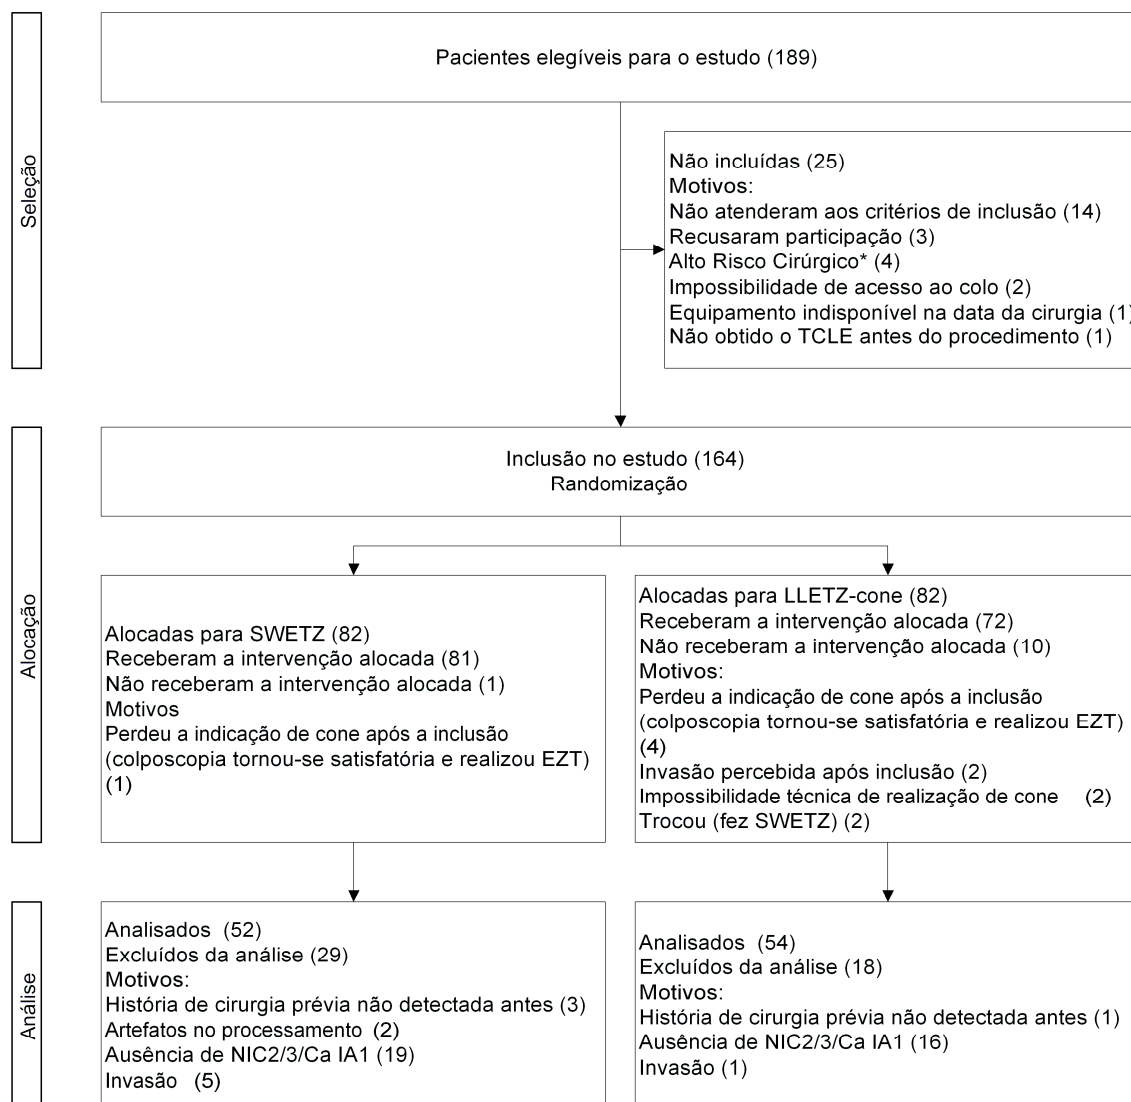 Seleção
Pacientes elegíveis para o estudo (189)
Não incluídas (25)
Motivos:
Não atenderam aos critérios de inclusão (14)
Recusaram participação (3)
Alto Risco Cirúrgico* (4)
Impossibilidade de acesso ao colo (2)
Equipamento indisponível na data da cirurgia (1)
Não obtido o TCLE antes do procedimento (1)
Alocação
Inclusão no estudo (164)
Randomização
Alocadas para SWETZ (82)
Receberam a intervenção alocada (81)
Não receberam a intervenção alocada (1)
Motivos
Perdeu a indicação de cone após a inclusão
(colposcopia tornou-se satisfatória e realizou EZT)
(1)
Alocadas para LLETZ-cone (82)
Receberam a intervenção alocada (72)
Não receberam a intervenção alocada (10)
Motivos:
Perdeu a indicação de cone após a inclusão
(colposcopia tornou-se satisfatória e realizou EZT)
(4)
Invasão percebida após inclusão (2)
Impossibilidade técnica de realização de cone (2)
Trocou (fez SWETZ) (2)
Análise
Analisados (52)
Excluídos da análise (29)
Motivos:
História de cirurgia prévia não detectada antes (3)
Artefatos no processamento (2)
Ausência de NIC2/3/Ca IA1 (19)
Invasão (5)
Analisados (54)
Excluídos da análise (18)
Motivos:
História de cirurgia prévia não detectada antes (1)
Ausência de NIC2/3/Ca IA1 (16)
Invasão (1)